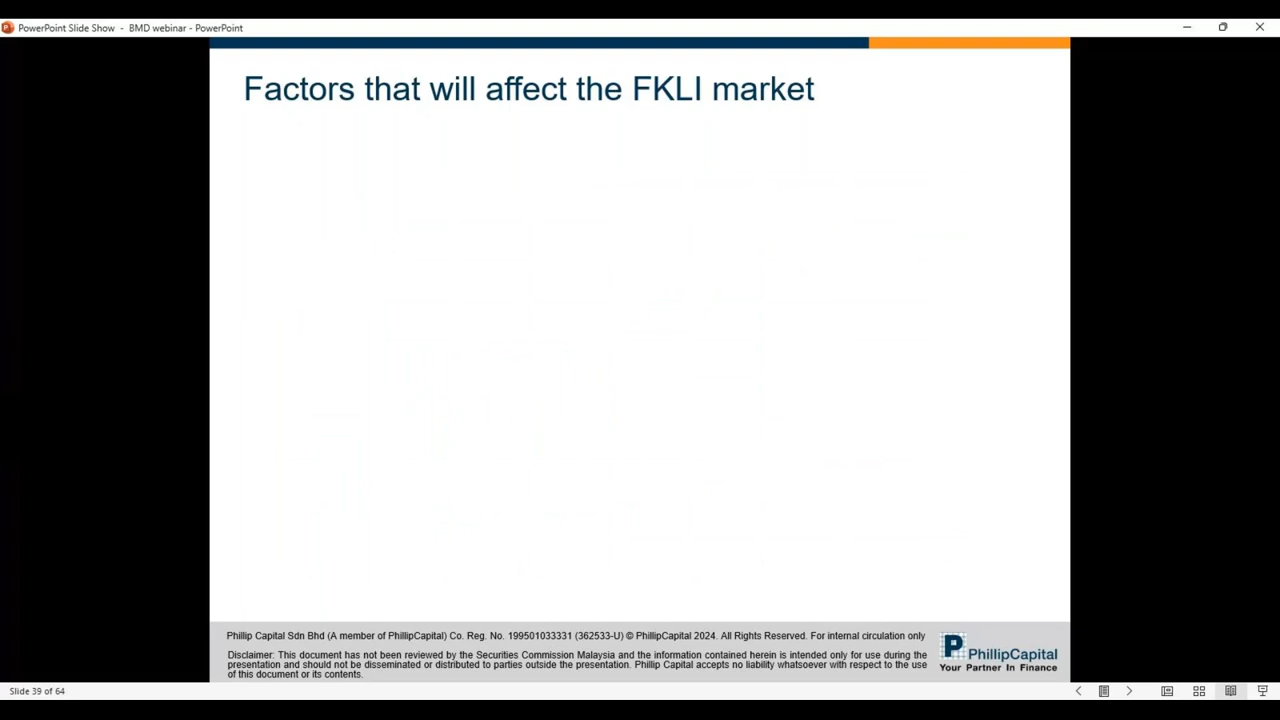 PowerPoint Slide Show - BMD webinar - PowerPoint
Factors that will affect the FKLI market
Phillip Capital Sdn Bhd (A member of PhillipCapital) Co. Reg. No. 199501033331 (362533-U) © PhillipCapital 2024. All Rights Reserved. For internal circulation only
Disclaimer: This document has not been reviewed by the Securities Commission Malaysia and the information contained herein is intended only for use during the
presentation and should not be disseminated or distributed to parties outside the presentation. Phillip Capital accepts no liability whatsoever with respect to the use
of this document or its contents.
P PhillipCapital
Your Partner In Finance
Slide 39 of 64